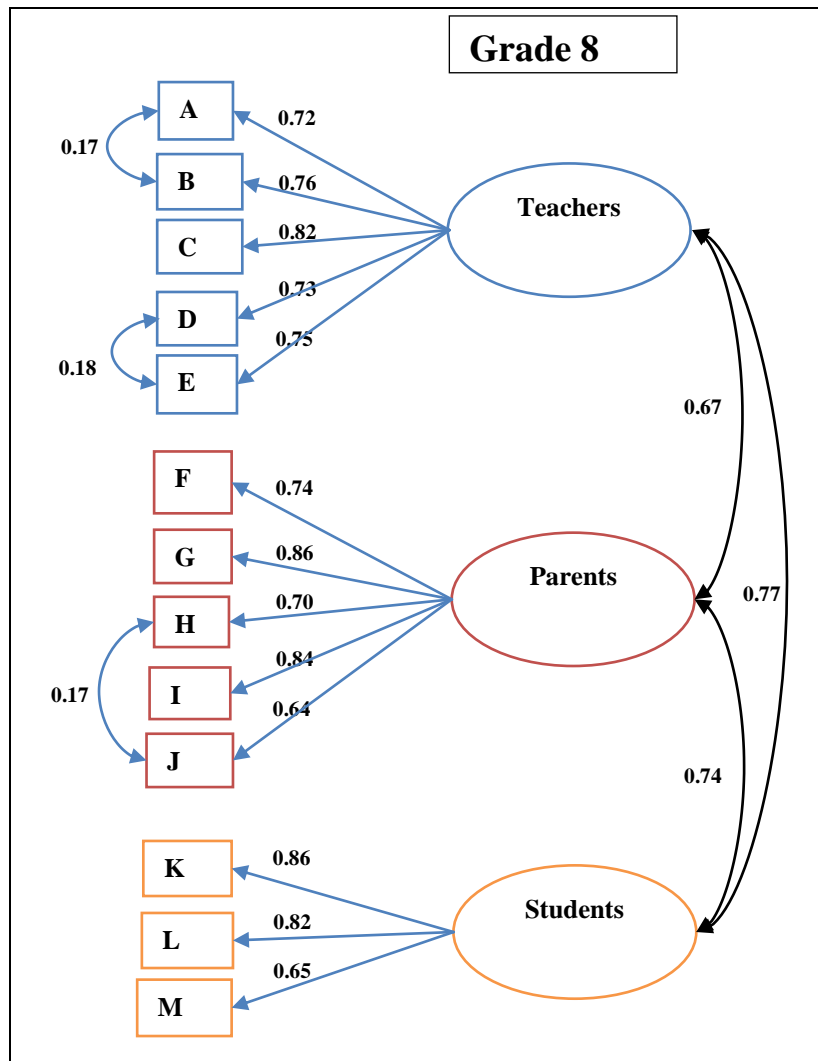 Grade 8
A
0.72
0.17
B
0.76
Teachers
C
0.82
D
0.73
0.18
E
0.75
0.67
F
0.74
G
0.86
Parents
H
0.70
0.77
I
0.84
0.17
J
0.64
0.74
K
0.86
Students
L
0.82
M
0.65